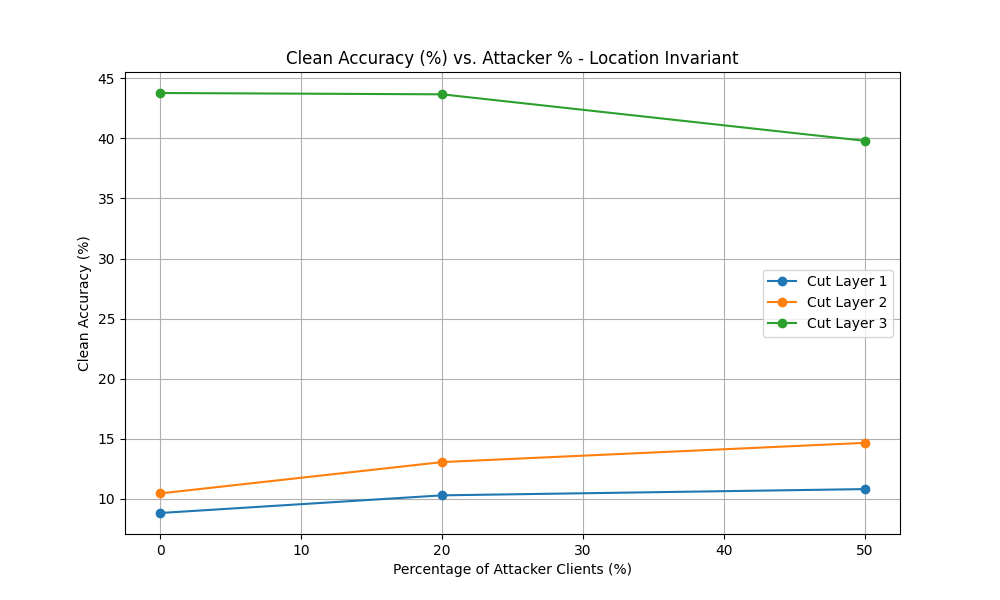 Clean Accuracy (%) vs. Attacker % - Location Invariant
Clean Accuracy (%)
45
40
35
30
25
20
15
10
Cut Layer 1
Cut Layer 2
Cut Layer 3
0 10 20 30 40 50
Percentage of Attacker Clients (%)